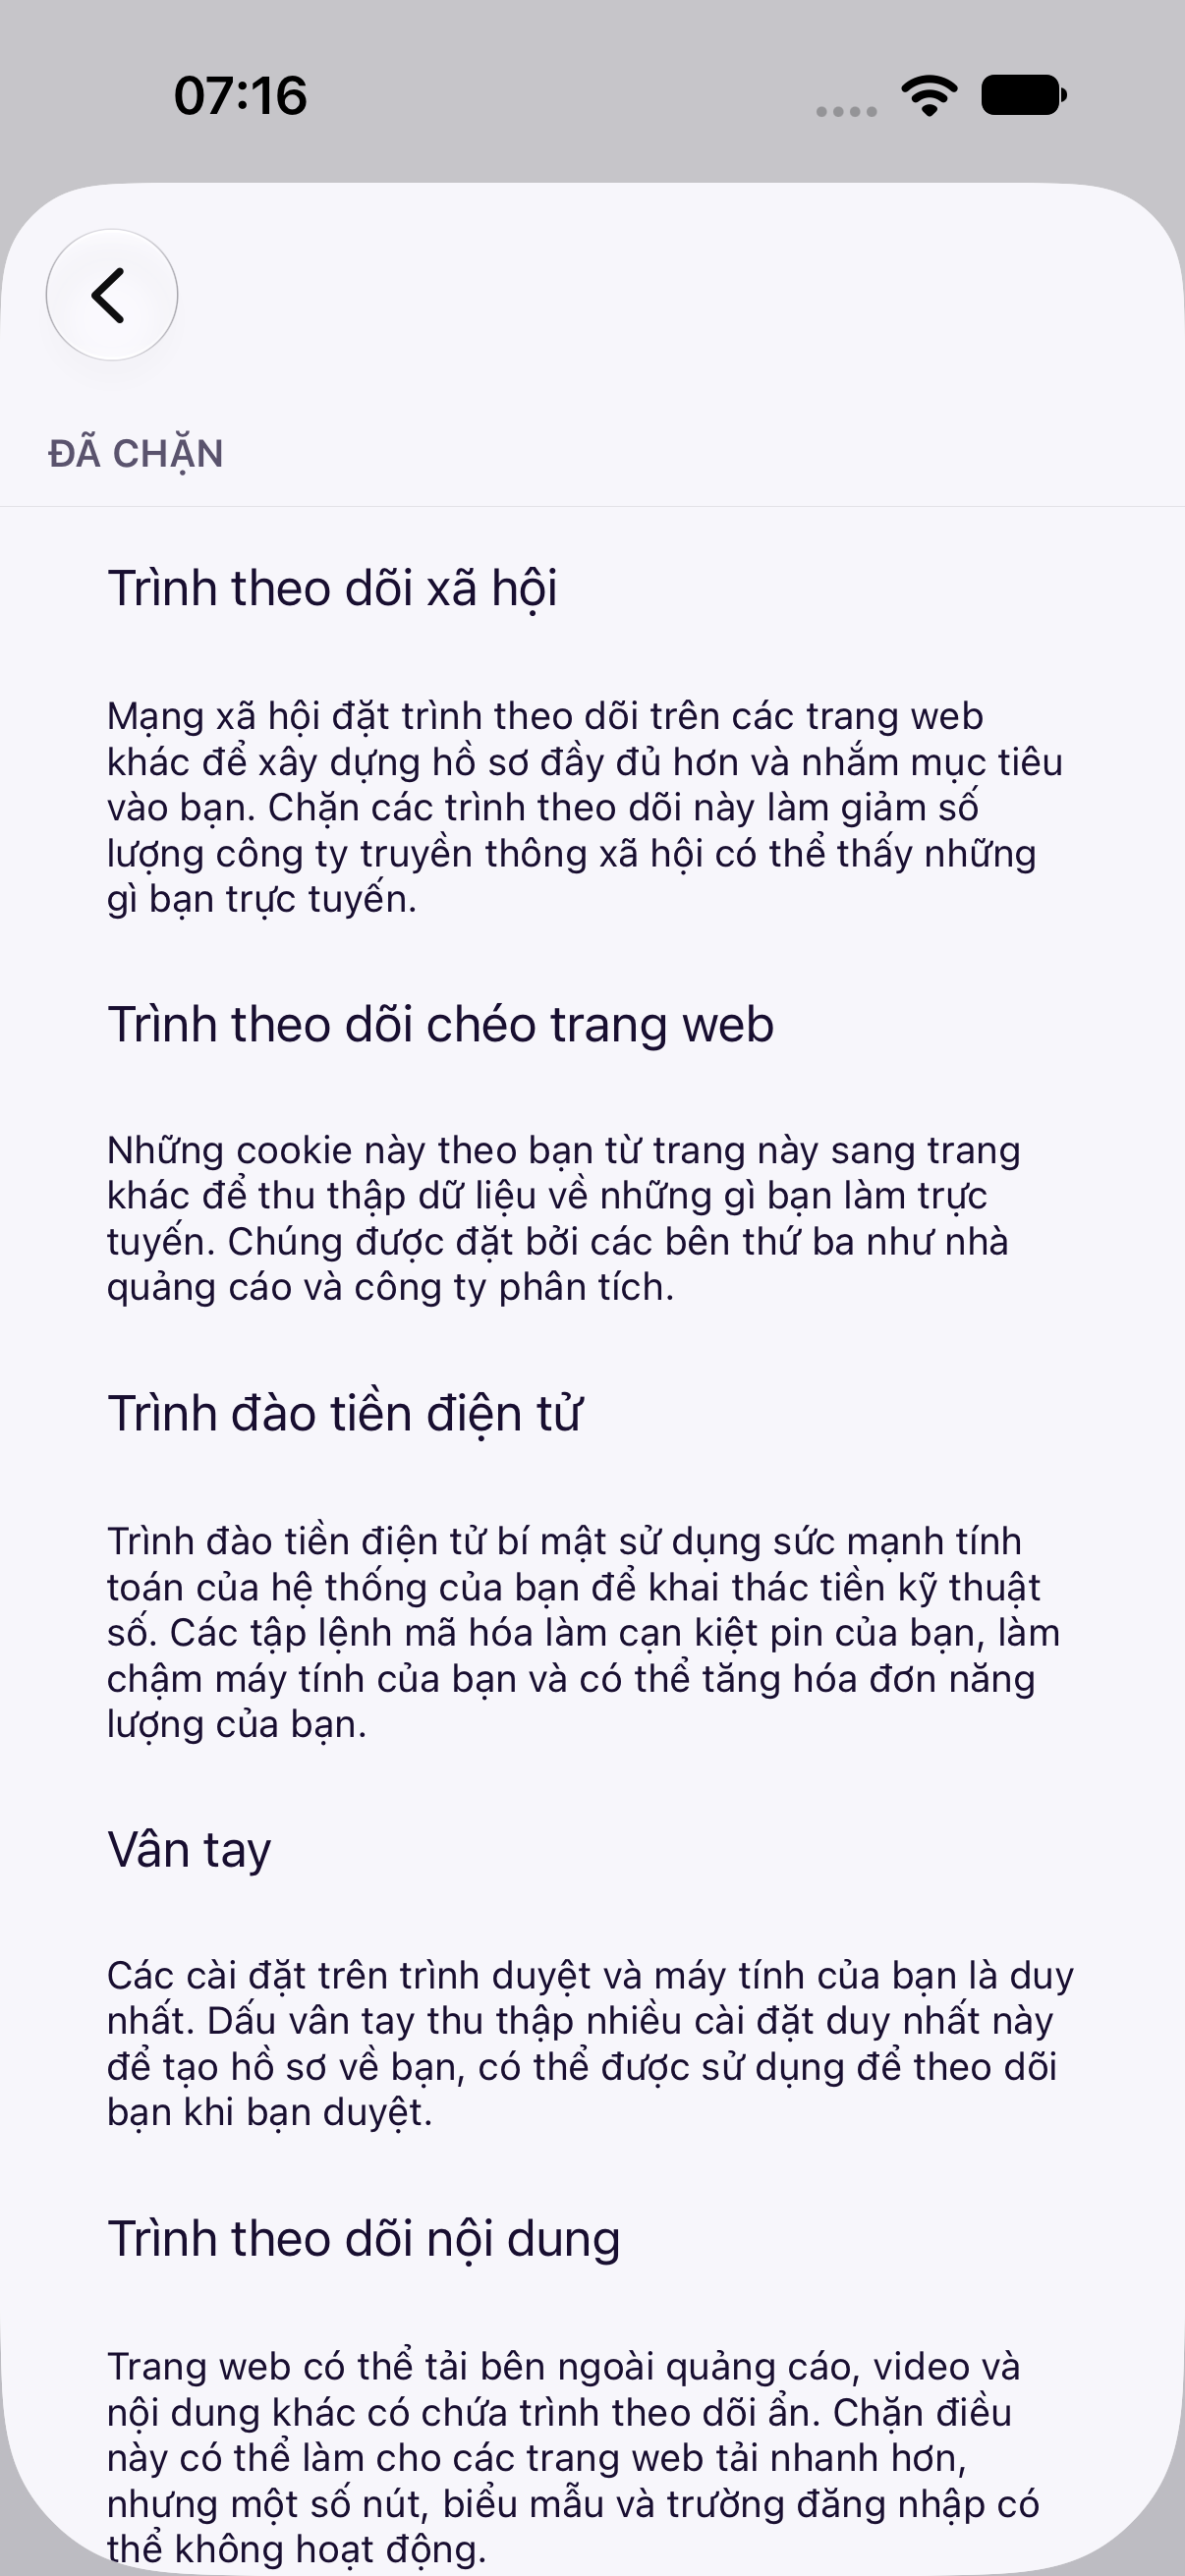 07:16
ĐÃ CHẶN
Trình theo dõi xã hội
Mạng xã hội đặt trình theo dõi trên các trang web
khác để xây dựng hồ sơ đầy đủ hơn và nhắm mục tiêu
vào bạn. Chặn các trình theo dõi này làm giảm số
lượng công ty truyền thông xã hội có thể thấy những
gì bạn trực tuyến.
Trình theo dõi chéo trang web
Những cookie này theo bạn từ trang này sang trang
khác để thu thập dữ liệu về những gì bạn làm trực
tuyến. Chúng được đặt bởi các bên thứ ba như nhà
quảng cáo và công ty phân tích.
Trình đào tiền điện tử
Trình đào tiền điện tử bí mật sử dụng sức mạnh tính
toán của hệ thống của bạn để khai thác tiền kỹ thuật
số. Các tập lệnh mã hóa làm cạn kiệt pin của bạn, làm
chậm máy tính của bạn và có thể tăng hóa đơn năng
lượng của bạn.
Vân tay
Các cài đặt trên trình duyệt và máy tính của bạn là duy
nhất. Dấu vân tay thu thập nhiều cài đặt duy nhất này
để tạo hồ sơ về bạn, có thể được sử dụng để theo dõi
bạn khi bạn duyệt.
Trình theo dõi nội dung
Trang web có thể tải bên ngoài quảng cáo, video và
nội dung khác có chứa trình theo dõi ẩn. Chặn điều
này có thể làm cho các trang web tải nhanh hơn,
nhưng một số nút, biểu mẫu và trường đăng nhập có
thể không hoạt động.